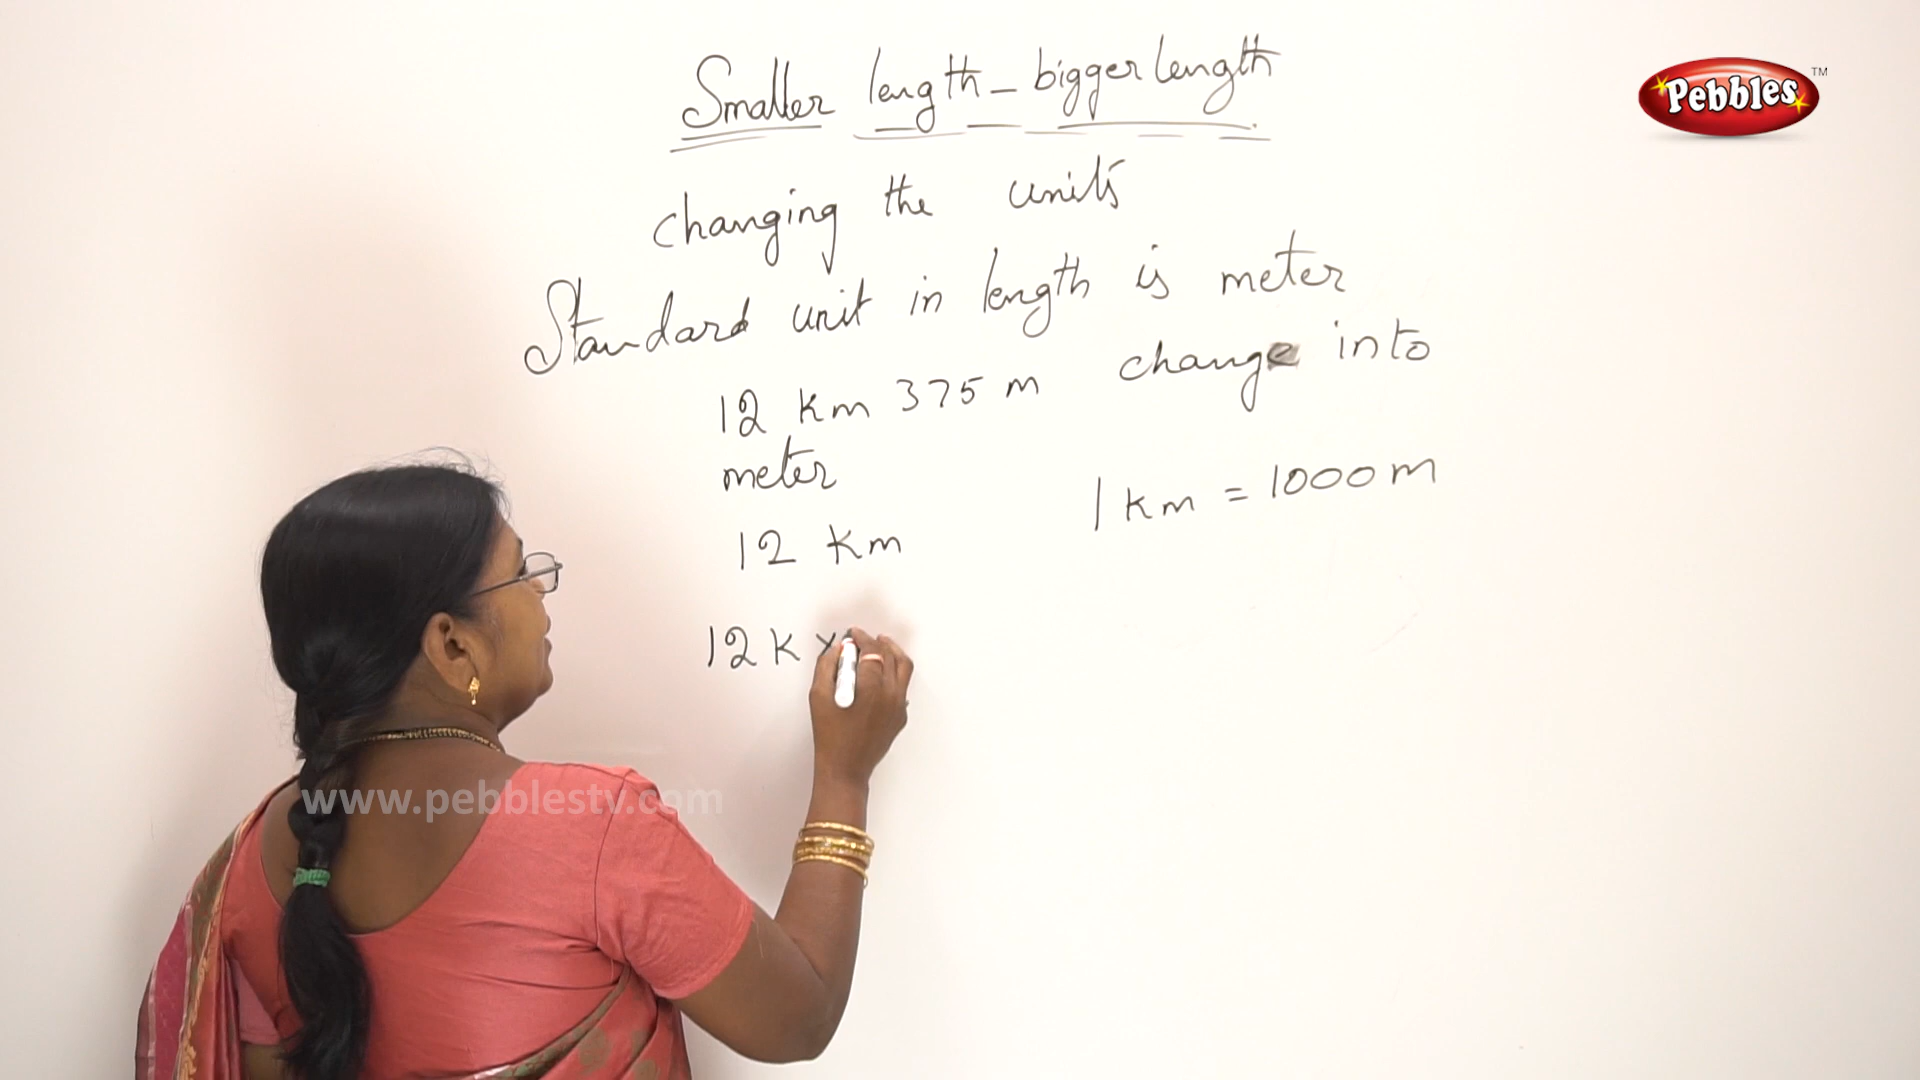 Smaller length - bigger length
Pebbles TM
changing the units
Standard unit in length is meter
12 km 375 m change into
meter
1 km = 1000 m
12 km
12 k x
www.pebblestv.com